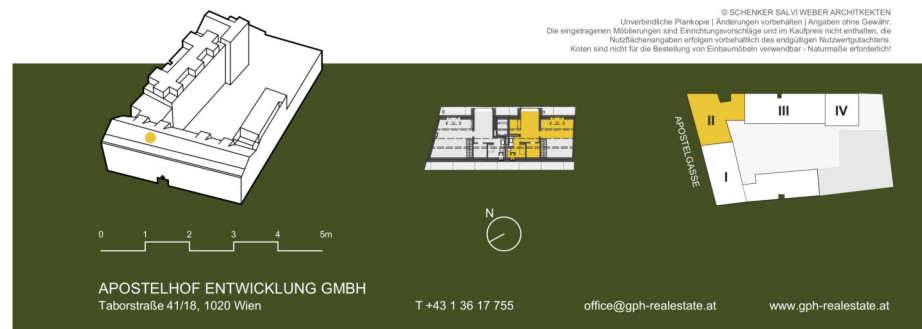 © SCHENKER SALVI WEBER ARCHITKEKTEN
Unverbindliche Plankopie | Änderungen vorbehalten | Angaben ohne Gewähr.
Die eingetragenen Möblierungen sind Einrichtungsvorschläge und im Kaufpreis nicht enthalten, die
Nutzflächenangaben erfolgen vorbehaltlich des endgültigen Nutzwertgutachtens.
Koten sind nicht für die Bestellung von Einbaumöbeln verwendbar - Naturmaße erforderlich!
II
III
IV
APOSTELGASSE
I
N
0 1 2 3 4 5m
APOSTELHOF ENTWICKLUNG GMBH
Taborstraße 41/18, 1020 Wien
T +43 1 36 17 755
office@gph-realestate.at
www.gph-realestate.at